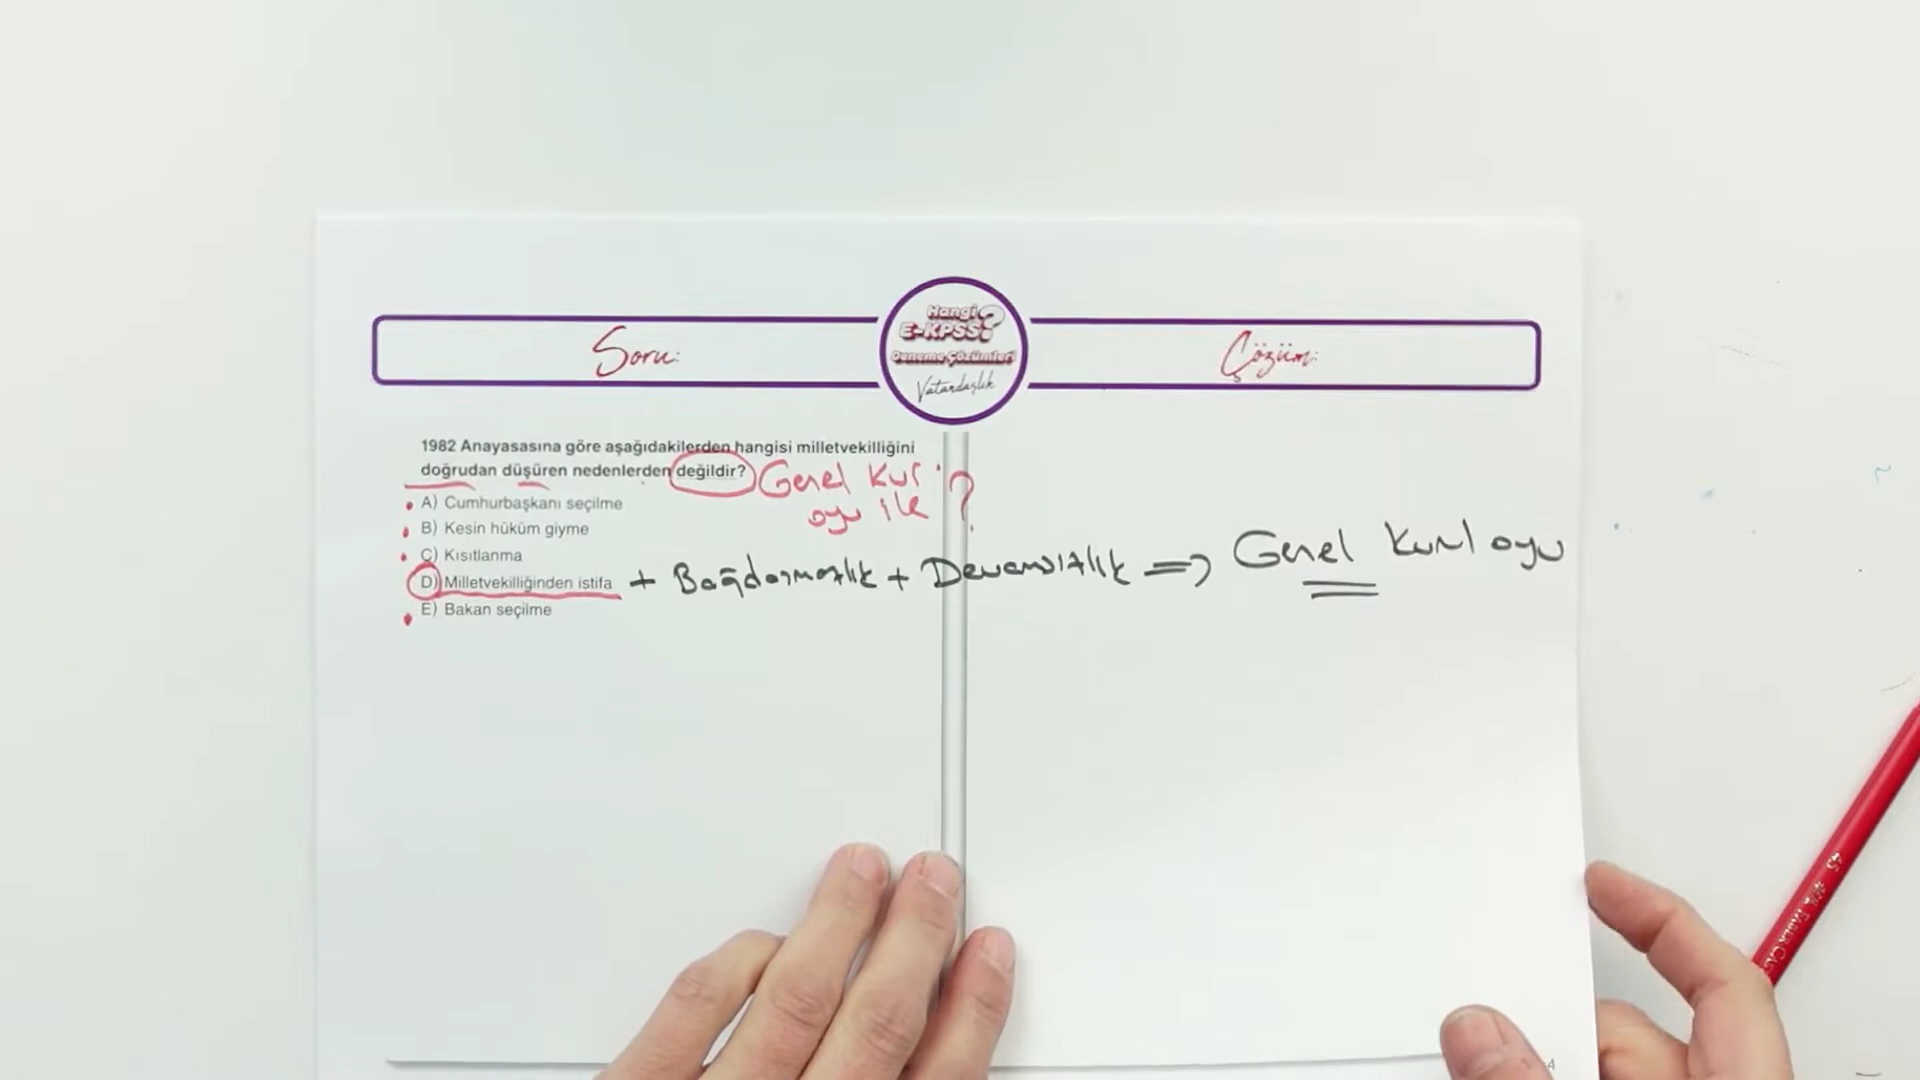 Soru:
Hangi
E-KPSS?
Deneme Çözümleri
Vatandaşlık
Çözüm:
1982 Anayasasına göre aşağıdakilerden hangisi milletvekilliğini
doğrudan düşüren nedenlerden değildir?
Genel Kur.
oyu ile ?
A) Cumhurbaşkanı seçilme
B) Kesin hüküm giyme
C) Kısıtlanma
D) Milletvekilliğinden istifa + Bağdaşmazlık + Devamsızlık => Genel Kurul oyu
E) Bakan seçilme
4